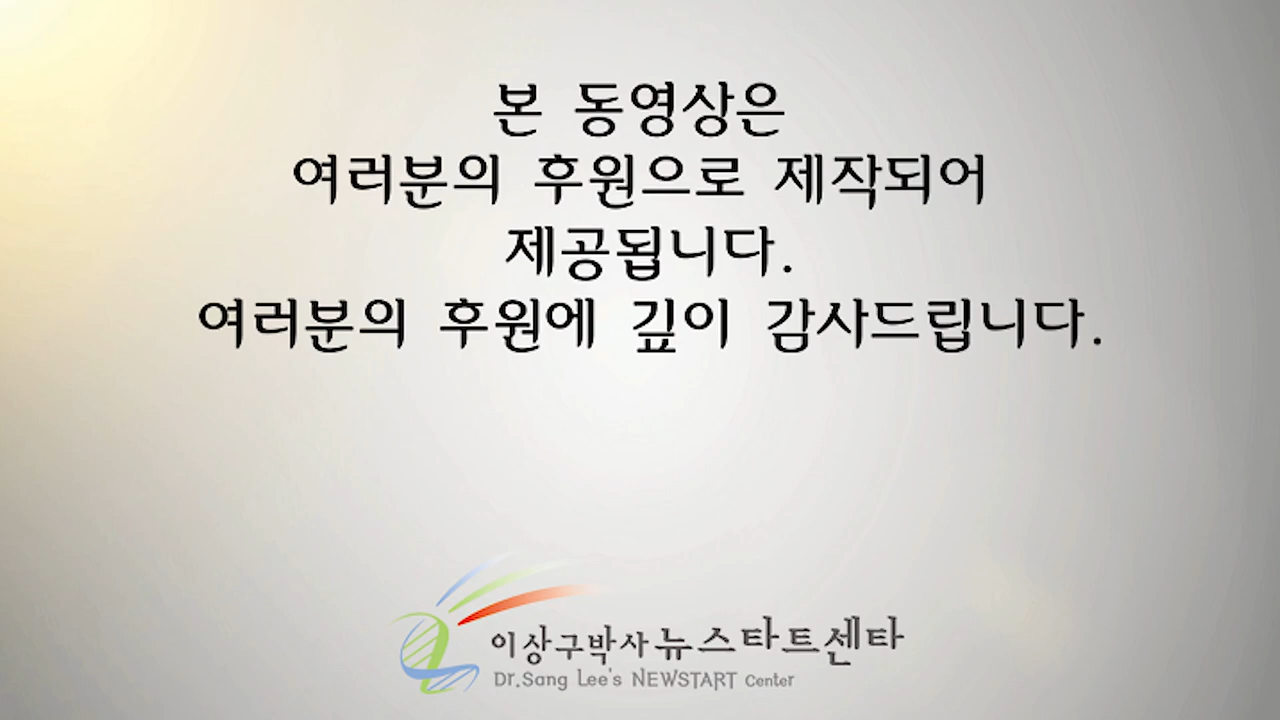 본 동영상은
여러분의 후원으로 제작되어
제공됩니다.
여러분의 후원에 깊이 감사드립니다.
이상구박사뉴스타트센타
Dr.Sang Lee's NEWSTART Center